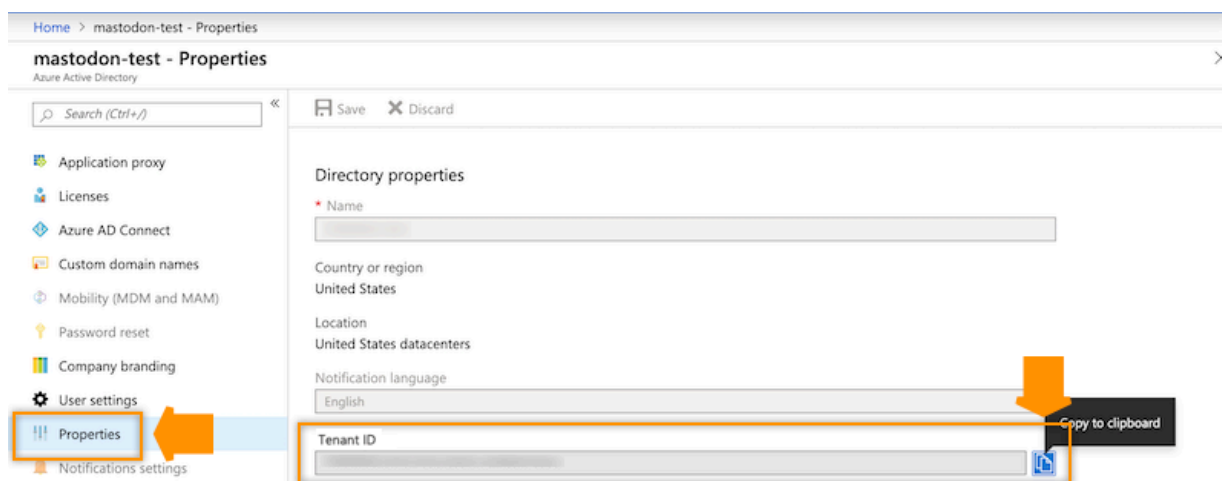 Home > mastodon-test - Properties
mastodon-test - Properties
Azure Active Directory
Search (Ctrl+/)
«
Save
Discard
Application proxy
Licenses
Azure AD Connect
Custom domain names
Mobility (MDM and MAM)
Password reset
Company branding
User settings
Properties
Notifications settings
Directory properties
* Name
Country or region
United States
Location
United States datacenters
Notification language
English
Copy to clipboard
Tenant ID